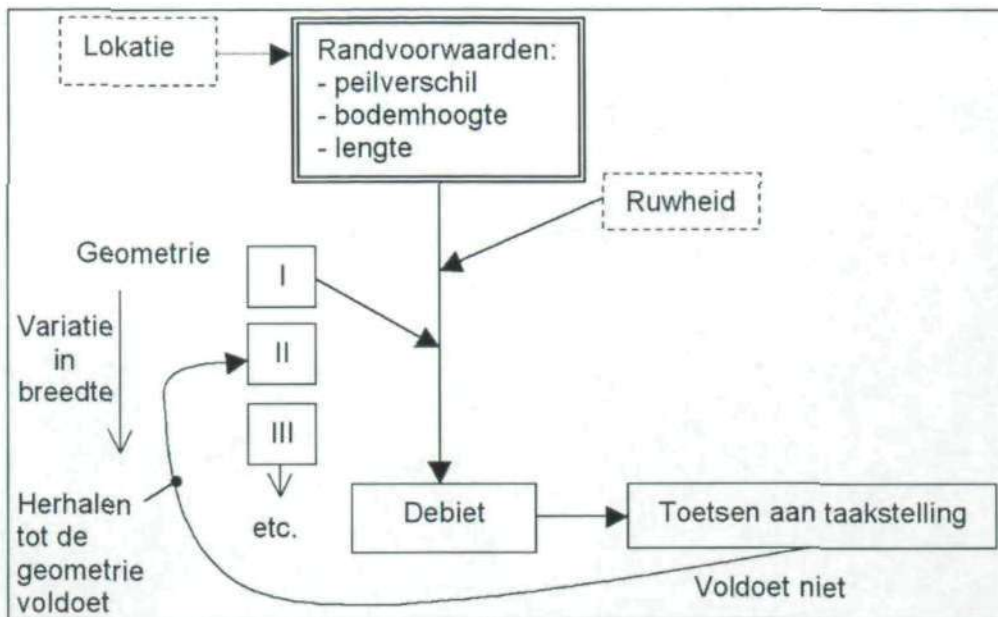 Lokatie
Randvoorwaarden:
- peilverschil
- bodemhoogte
- lengte
Ruwheid
Geometrie
I
Variatie
in
breedte
II
III
Herhalen
tot de
geometrie
voldoet
etc.
Debiet
Toetsen aan taakstelling
Voldoet niet